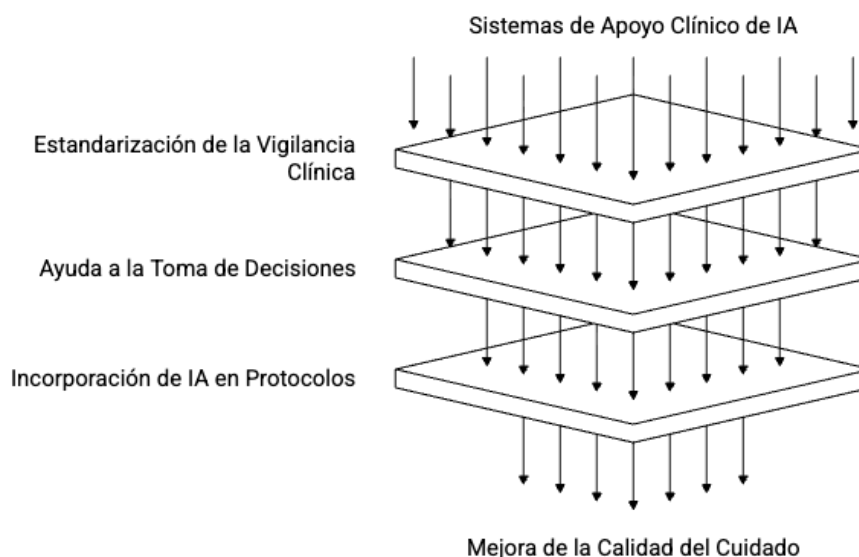 Sistemas de Apoyo Clínico de IA
Estandarización de la Vigilancia
Clínica
Ayuda a la Toma de Decisiones
Incorporación de IA en Protocolos
Mejora de la Calidad del Cuidado